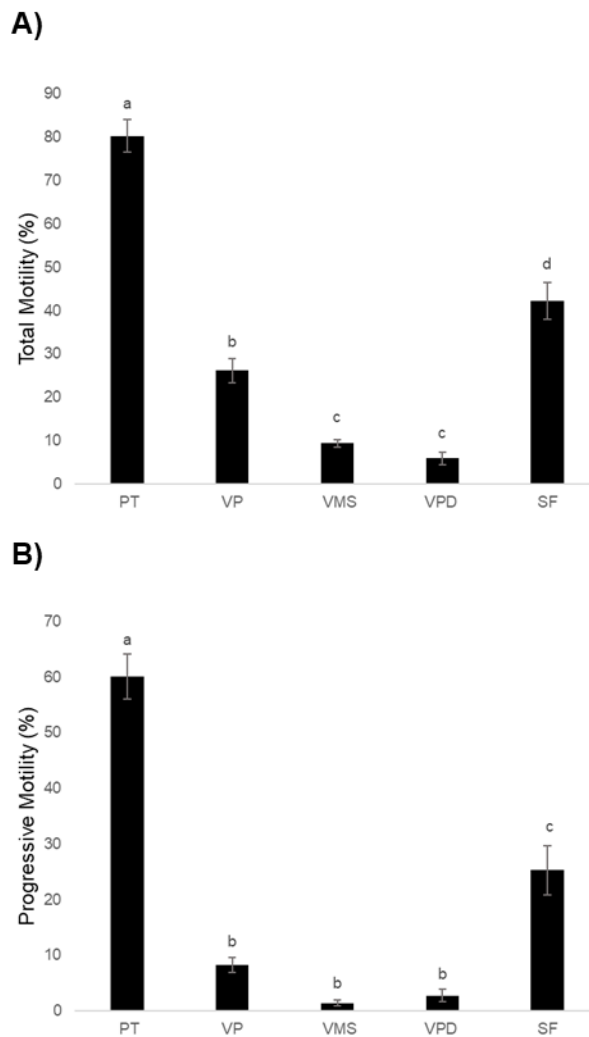 A)
Total Motility (%)
90
80
70
60
50
40
30
20
10
0
a
b
c
c
d
PT VP VMS VPD SF
B)
Progressive Motility (%)
70
60
50
40
30
20
10
0
a
b
b
b
c
PT VP VMS VPD SF